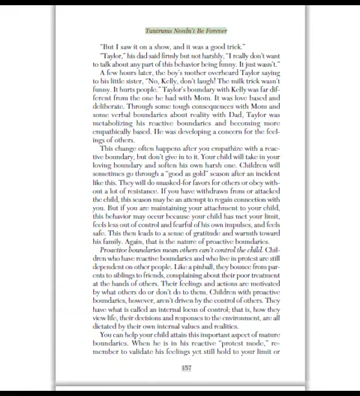 Tantrums Needn't Be Forever
"But I saw it on a show, and it was a good trick."
"Taylor," his dad said firmly but not harshly, "I really don't want
to talk about any part of this behavior being funny. It just wasn't."
A few hours later, the boy's mother overheard Taylor saying
to his little sister, "No, Kelly, don't laugh! The milk trick wasn't
funny. It hurts people." Taylor's boundary with Kelly was far dif-
ferent from the one he had with Mom. It was love based and
deliberate. Through some tough consequences with Mom and
some verbal boundaries about reality with Dad, Taylor was
metabolizing his reactive boundaries and becoming more
empathically based. He was developing a concern for the feel-
ings of others.
This change often happens after you empathize with a reac-
tive boundary, but don't give in to it. Your child will take in your
loving boundary and soften his own harsh one. Children will
sometimes go through a "good as gold" season after an incident
like this. They will do unasked-for favors for others or obey with-
out a lot of resistance. If you have withdrawn from or attacked
the child, this season may be an attempt to regain connection with
you. But if you are maintaining your attachment to your child,
this behavior may occur because your child has met your limit,
feels less out of control and fearful of his own impulses, and feels
safe. This then leads to a sense of gratitude and warmth toward
his family. Again, that is the nature of proactive boundaries.
Proactive boundaries mean others can't control the child. Chil-
dren who have reactive boundaries and who live in protest are still
dependent on other people. Like a pinball, they bounce from par-
ents to siblings to friends, complaining about their poor treatment
at the hands of others. Their feelings and actions are motivated
by what others do or don't do to them. Children with proactive
boundaries, however, aren't driven by the control of others. They
have what is called an internal locus of control; that is, how they
view life, their decisions and responses to the environment, are all
dictated by their own internal values and realities.
You can help your child attain this important aspect of mature
boundaries. When he is in his reactive "protest mode," re-
member to validate his feelings yet still hold to your limit or
157